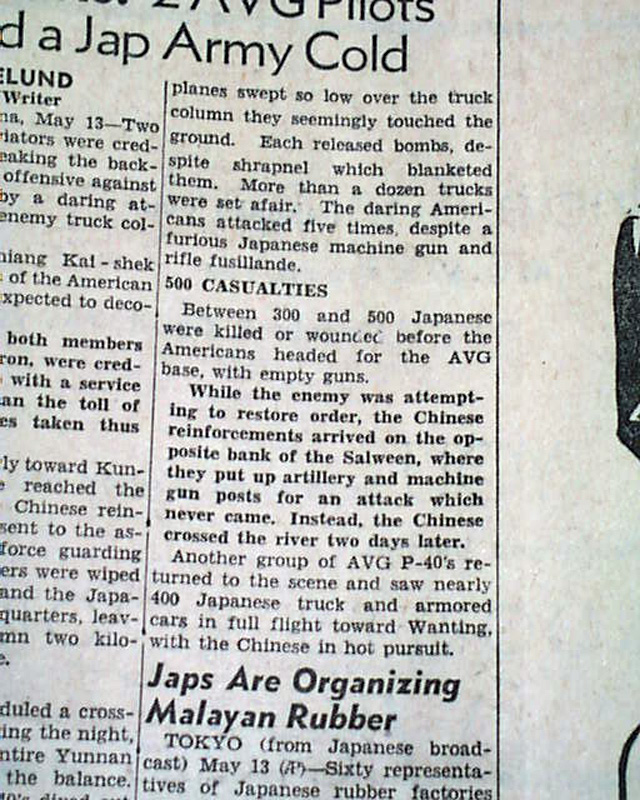 2 AVG Pilots
d a Jap Army Cold
ELUND
Writer
na, May 13—Two
iators were cred-
eaking the back-
offensive against
by a daring at-
enemy truck col-
hiang Kai-shek
of the American
xpected to deco-
both members
ron, were cred-
with a service
an the toll of
es taken thus
ly toward Kun-
e reached the
Chinese rein-
sent to the as-
force guarding
ers were wiped
and the Japa-
quarters, leav-
mn two kilo-
e.
duled a cross-
ing the night,
ntire Yunnan
the balance.
planes swept so low over the truck
column they seemingly touched the
ground. Each released bombs, de-
spite shrapnel which blanketed
them. More than a dozen trucks
were set afair. The daring Ameri-
cans attacked five times, despite a
furious Japanese machine gun and
rifle fusillande.
500 CASUALTIES
Between 300 and 500 Japanese
were killed or wounded before the
Americans headed for the AVG
base, with empty guns.
While the enemy was attempt-
ing to restore order, the Chinese
reinforcements arrived on the op-
posite bank of the Salween, where
they put up artillery and machine
gun posts for an attack which
never came. Instead, the Chinese
crossed the river two days later.
Another group of AVG P-40's re-
turned to the scene and saw nearly
400 Japanese truck and armored
cars in full flight toward Wanting,
with the Chinese in hot pursuit.
Japs Are Organizing
Malayan Rubber
TOKYO (from Japanese broad-
cast) May 13 (AP)—Sixty representa-
tives of Japanese rubber factories